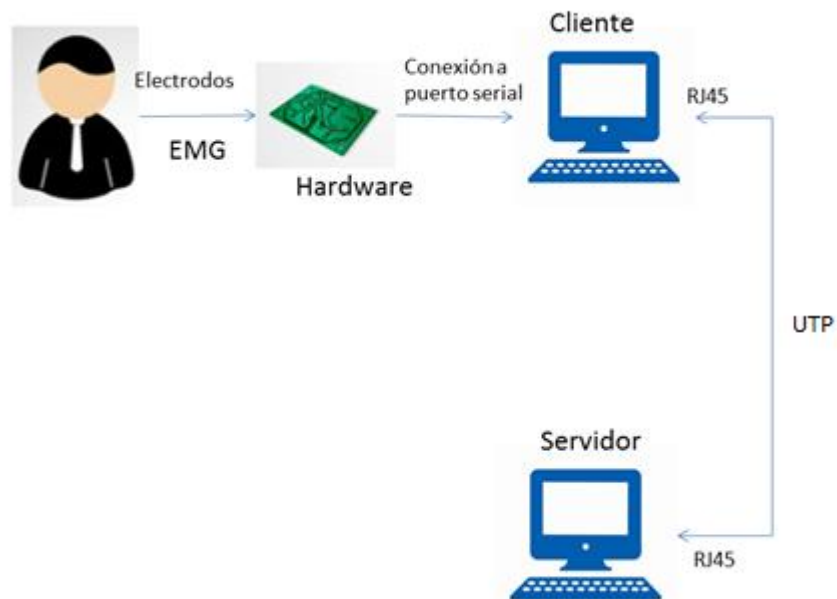 Cliente
Electrodos
Conexión a
puerto serial
RJ45
EMG
Hardware
UTP
Servidor
RJ45